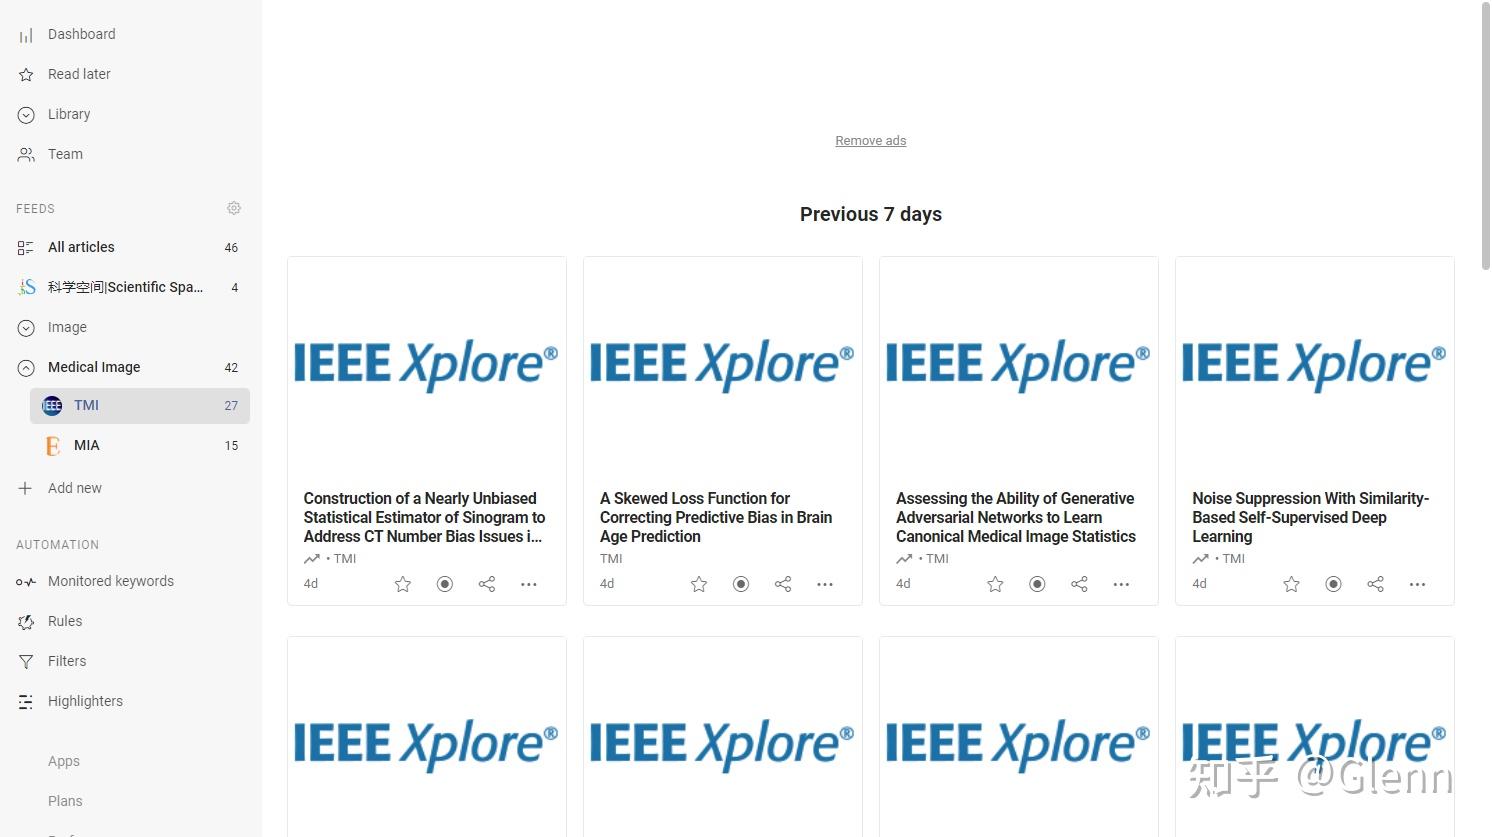 Dashboard
Read later
Library
Team
FEEDS
All articles 46
科学空间|Scientific Spa... 4
Image
Medical Image 42
IEEE TMI 27
MIA 15
Add new
AUTOMATION
Monitored keywords
Rules
Filters
Highlighters
Apps
Plans
Remove ads
Previous 7 days
IEEE Xplore®
Construction of a Nearly Unbiased
Statistical Estimator of Sinogram to
Address CT Number Bias Issues i...
• TMI
4d
IEEE Xplore®
A Skewed Loss Function for
Correcting Predictive Bias in Brain
Age Prediction
TMI
4d
IEEE Xplore®
Assessing the Ability of Generative
Adversarial Networks to Learn
Canonical Medical Image Statistics
• TMI
4d
IEEE Xplore®
Noise Suppression With Similarity-
Based Self-Supervised Deep
Learning
• TMI
4d
IEEE Xplore®
IEEE Xplore®
IEEE Xplore®
IEEE Xplore®
知乎 @Glenn